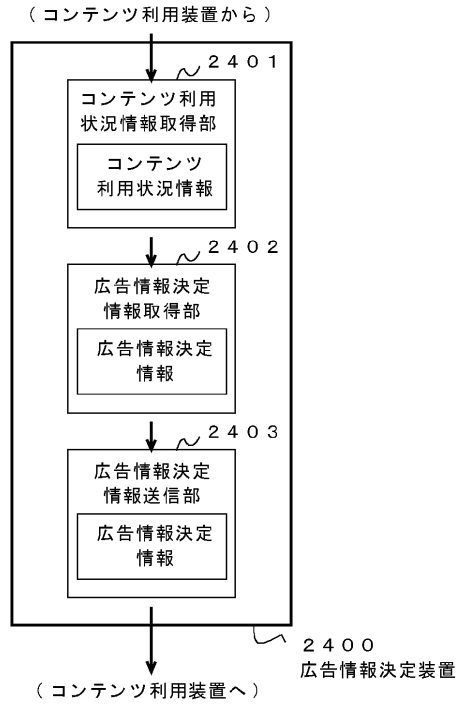 (コンテンツ利用装置から)
2401
コンテンツ利用
状況情報取得部
コンテンツ
利用状況情報
2402
広告情報決定
情報取得部
広告情報決定
情報
2403
広告情報決定
情報送信部
広告情報決定
情報
2400
広告情報決定装置
(コンテンツ利用装置へ)